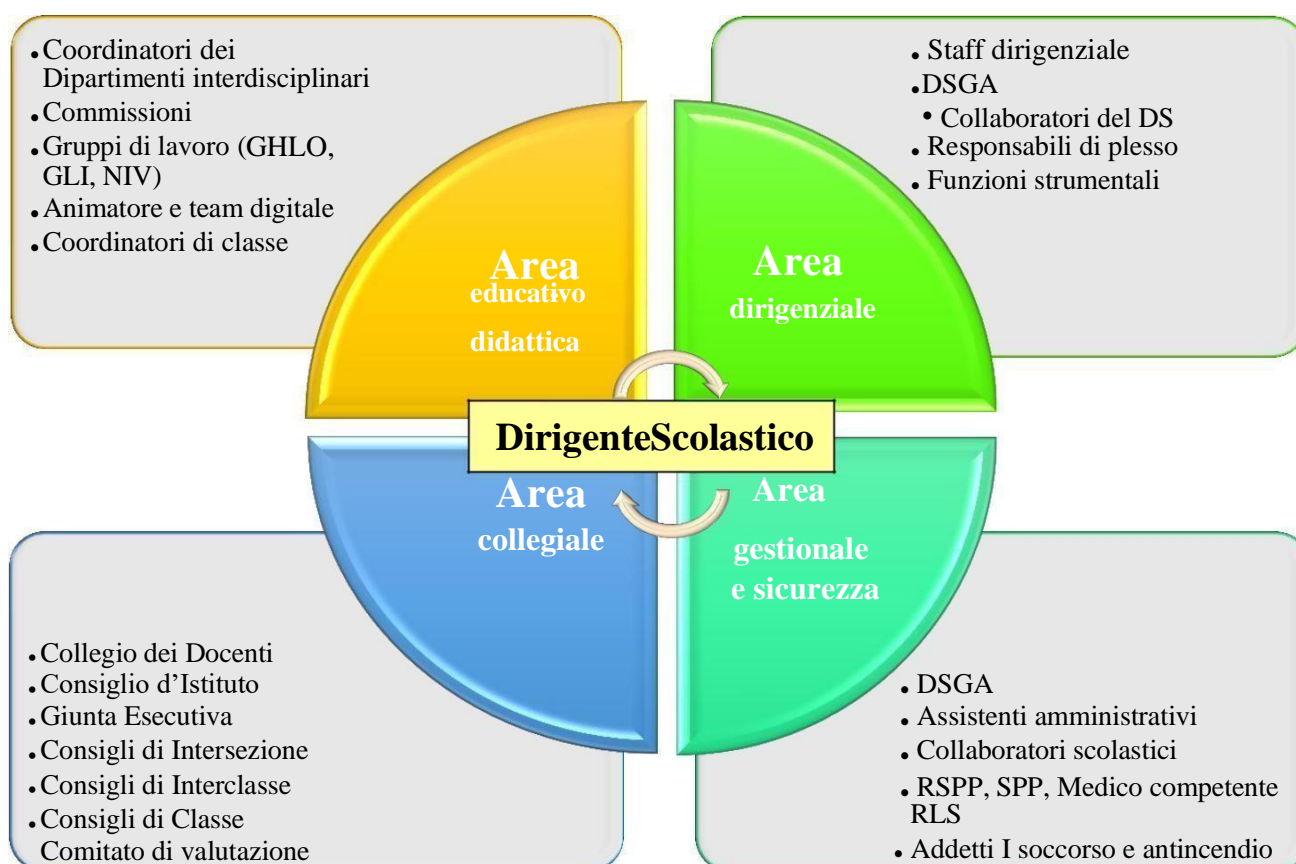 •Coordinatori dei
Dipartimenti interdisciplinari
•Commissioni
•Gruppi di lavoro (GHLO,
GLI, NIV)
•Animatore e team digitale
•Coordinatori di classe
• Staff dirigenziale
•DSGA
• Collaboratori del DS
• Responsabili di plesso
• Funzioni strumentali
Area
educativo
didattica
Area
dirigenziale
DirigenteScolastico
Area
collegiale
Area
gestionale
e sicurezza
•Collegio dei Docenti
•Consiglio d’Istituto
•Giunta Esecutiva
•Consigli di Intersezione
•Consigli di Interclasse
•Consigli di Classe
Comitato di valutazione
• DSGA
• Assistenti amministrativi
• Collaboratori scolastici
• RSPP, SPP, Medico competente
RLS
• Addetti I soccorso e antincendio